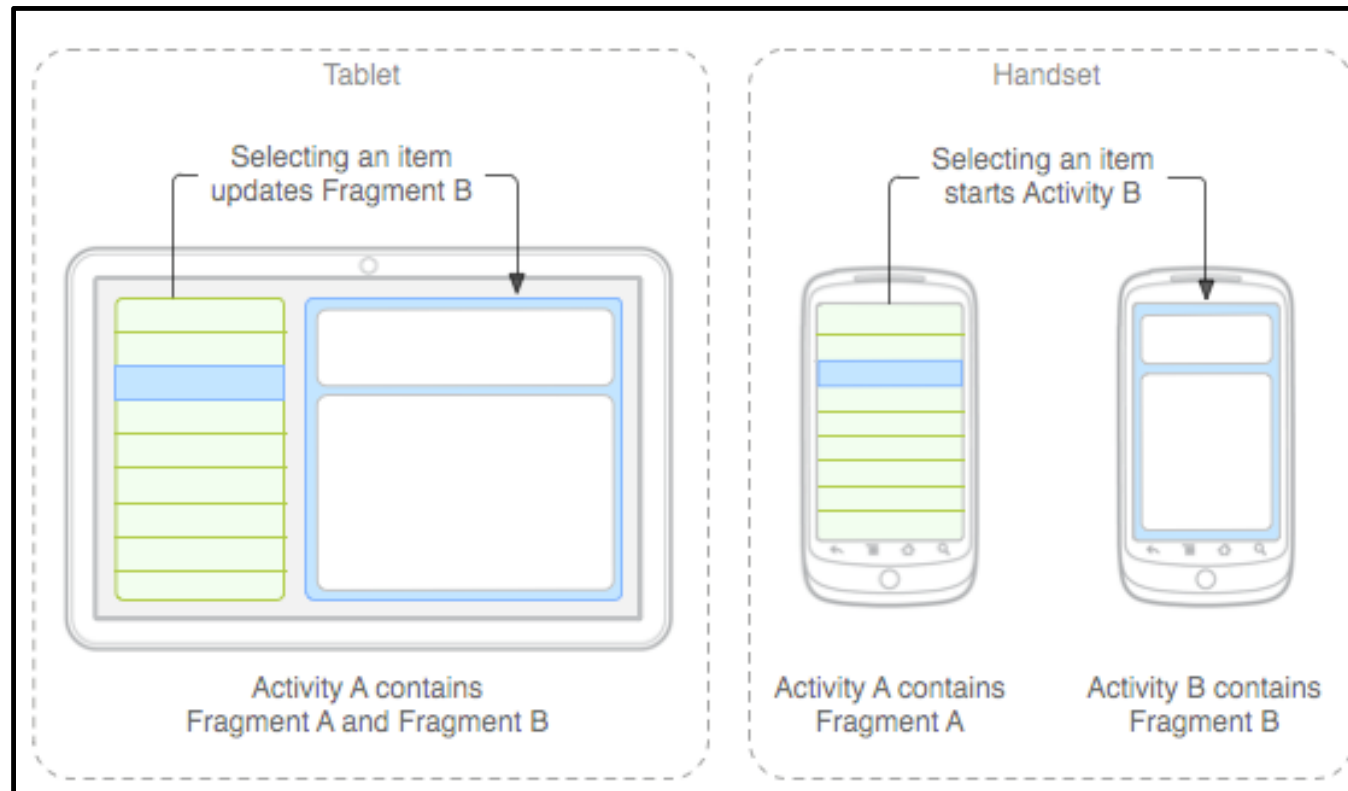 Tablet
Selecting an item
updates Fragment B
Activity A contains
Fragment A and Fragment B
Handset
Selecting an item
starts Activity B
Activity A contains
Fragment A
Activity B contains
Fragment B